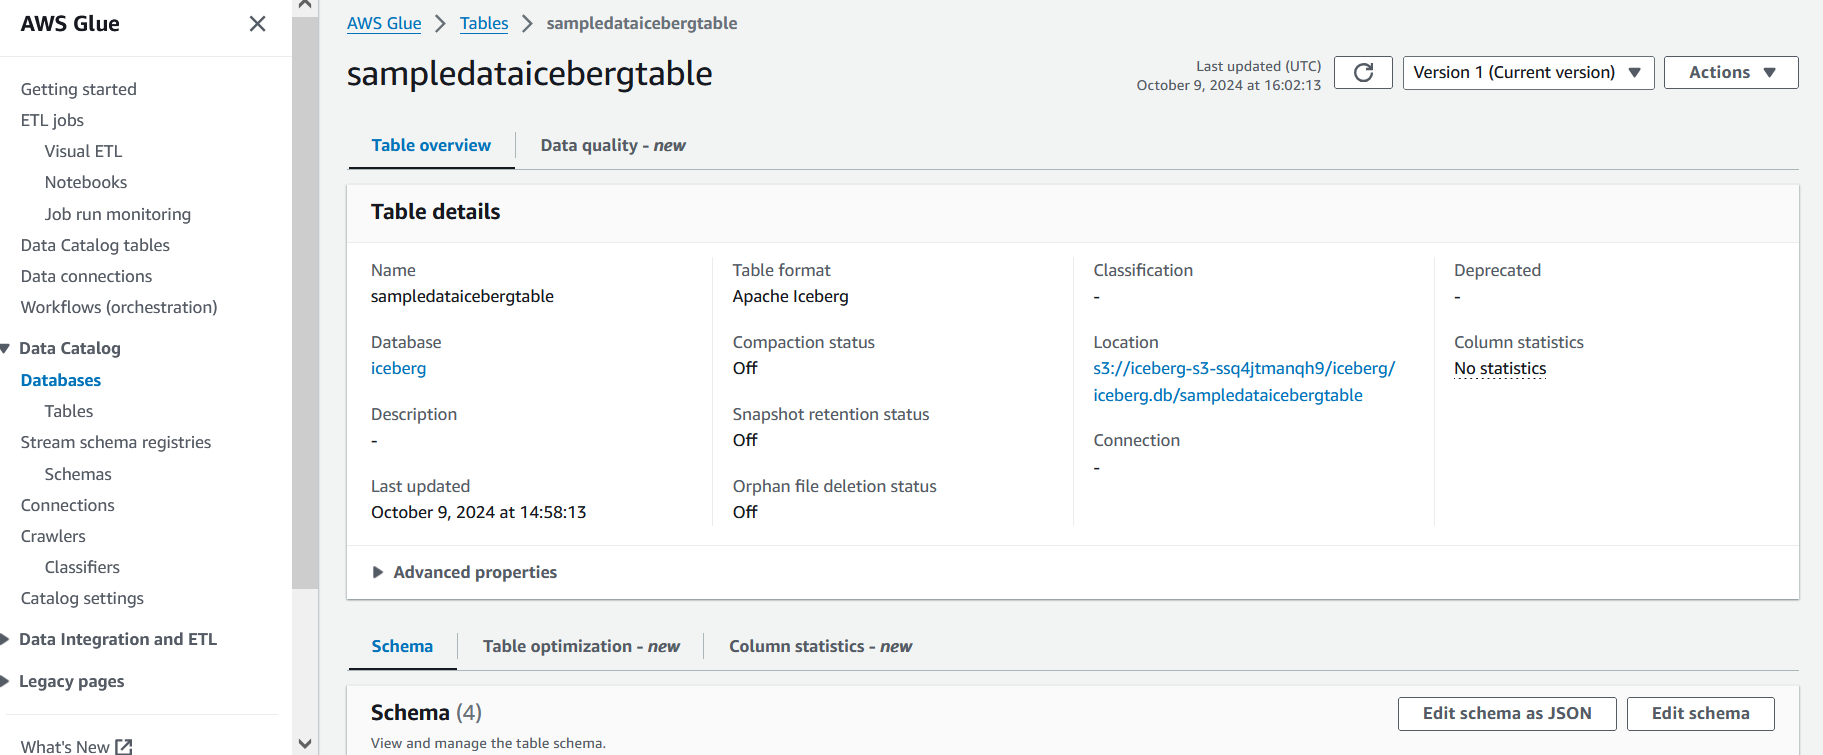 AWS Glue
Getting started
ETL jobs
Visual ETL
Notebooks
Job run monitoring
Data Catalog tables
Data connections
Workflows (orchestration)
Data Catalog
Databases
Tables
Stream schema registries
Schemas
Connections
Crawlers
Classifiers
Catalog settings
Data Integration and ETL
Legacy pages
What's New
AWS Glue > Tables > sampledataicebergtable
sampledataicebergtable
Last updated (UTC)
October 9, 2024 at 16:02:13
Version 1 (Current version)
Actions
Table overview
Data quality - new
Table details
Name
sampledataicebergtable
Database
iceberg
Description
-
Last updated
October 9, 2024 at 14:58:13
Table format
Apache Iceberg
Compaction status
Off
Snapshot retention status
Off
Orphan file deletion status
Off
Classification
-
Location
s3://iceberg-s3-ssq4jtmanqh9/iceberg/
iceberg.db/sampledataicebergtable
Connection
-
Deprecated
-
Column statistics
No statistics
Advanced properties
Schema
Table optimization - new
Column statistics - new
Schema (4)
View and manage the table schema.
Edit schema as JSON
Edit schema